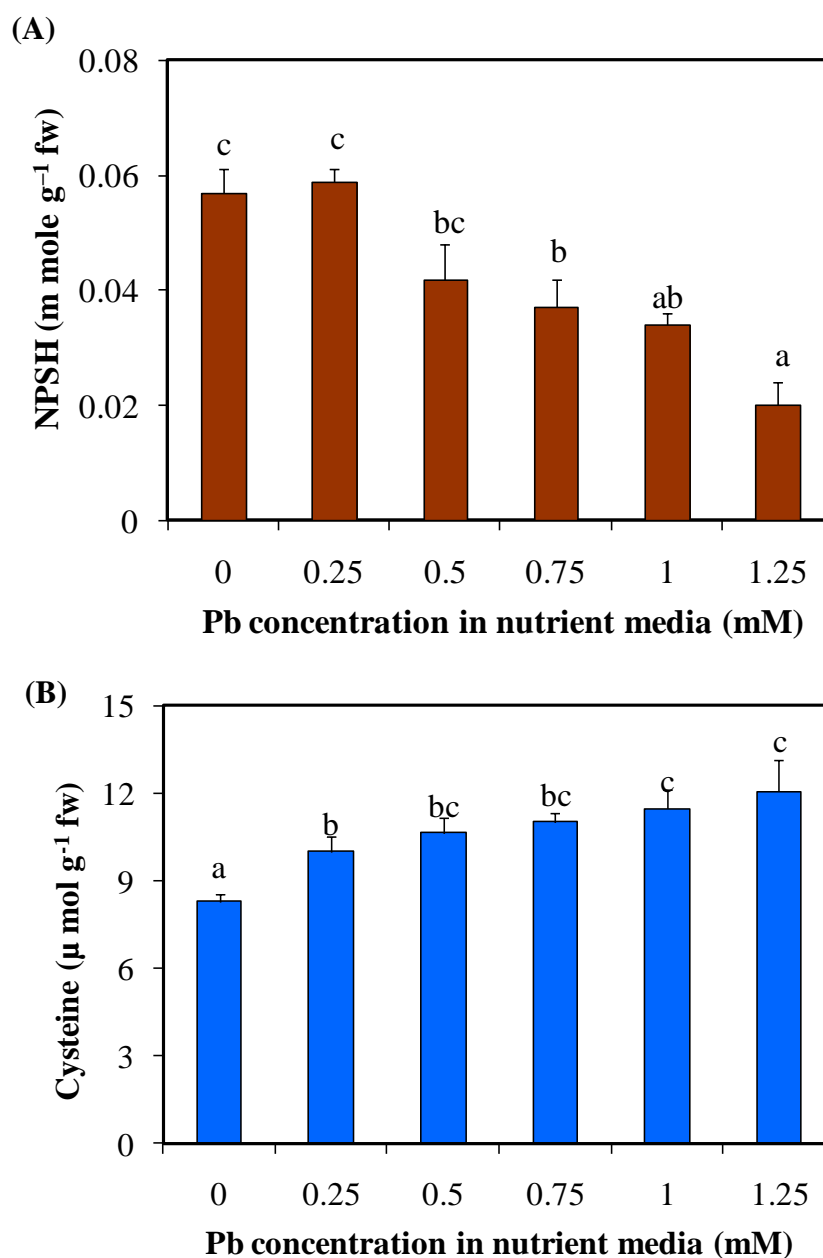 (A)
0.08
0.06
0.04
0.02
0
NPSH (m mole g⁻¹ fw)
c
c
bc
b
ab
a
0 0.25 0.5 0.75 1 1.25
Pb concentration in nutrient media (mM)
(B)
15
12
9
6
3
0
Cysteine (µ mol g⁻¹ fw)
a
b
bc
bc
c
c
0 0.25 0.5 0.75 1 1.25
Pb concentration in nutrient media (mM)